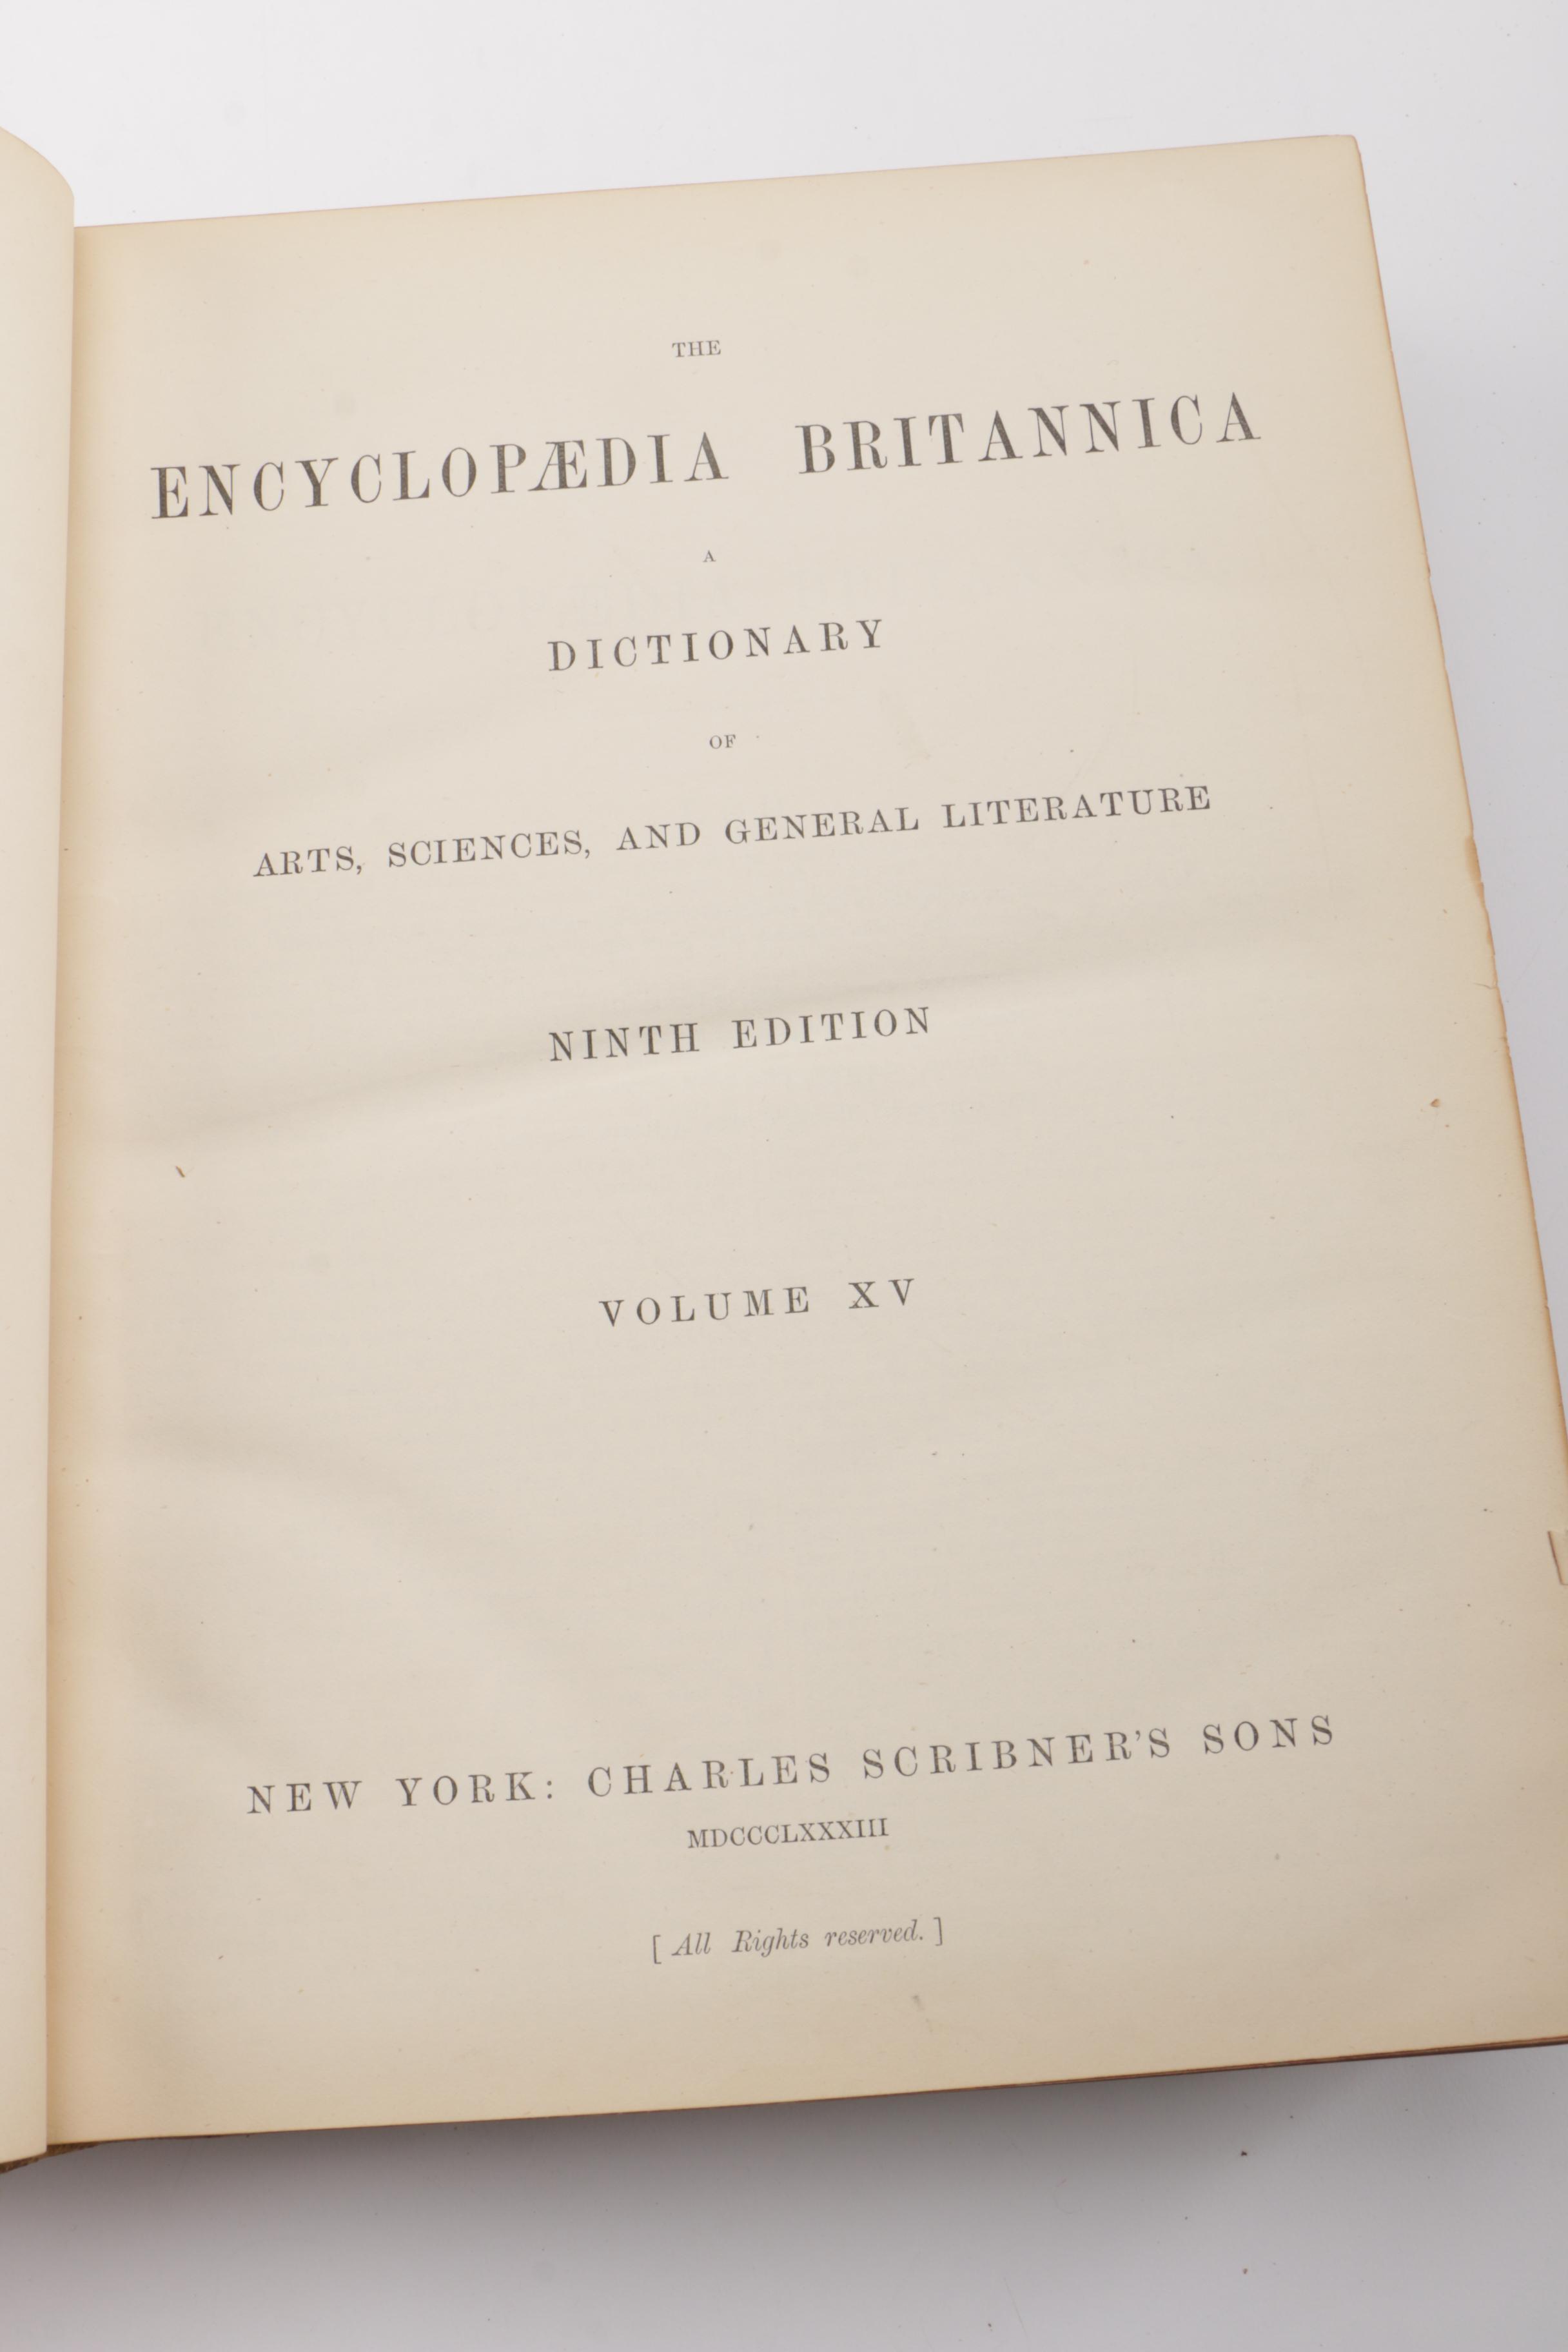 THE
ENCYCLOPÆDIA BRITANNICA
A
DICTIONARY
OF
ARTS, SCIENCES, AND GENERAL LITERATURE
NINTH EDITION
VOLUME XV
NEW YORK: CHARLES SCRIBNER'S SONS
MDCCCLXXXIII
[ All Rights reserved. ]